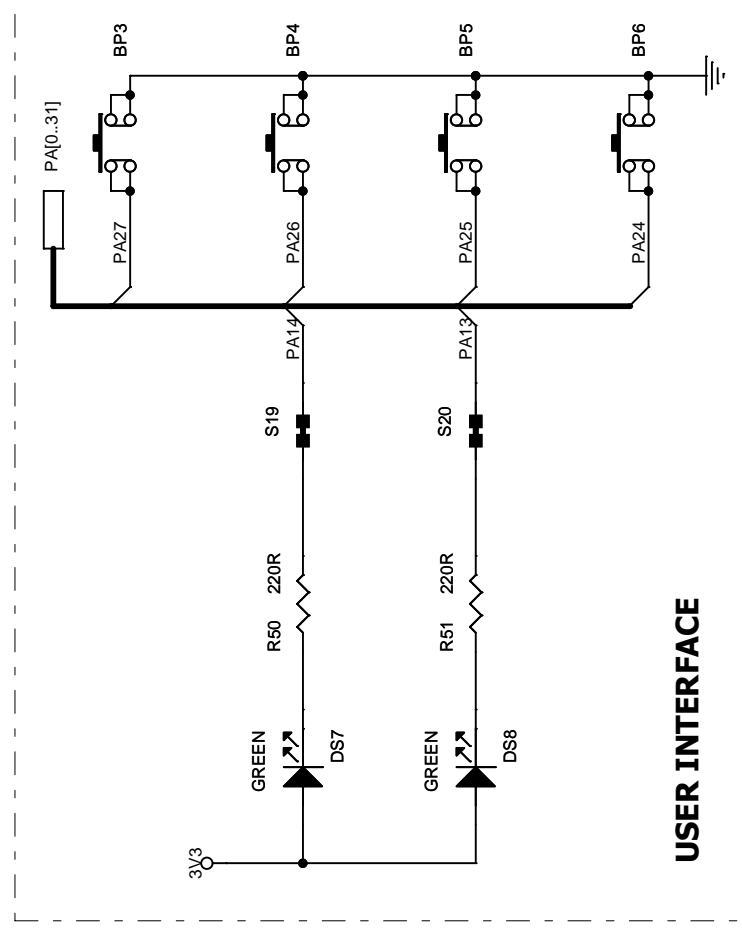 PA[0..31]
BP3
BP4
BP5
BP6
PA27
PA26
PA25
PA24
PA14
PA13
S19
S20
220R
R50
220R
R51
GREEN
DS7
GREEN
DS8
3V3
USER INTERFACE